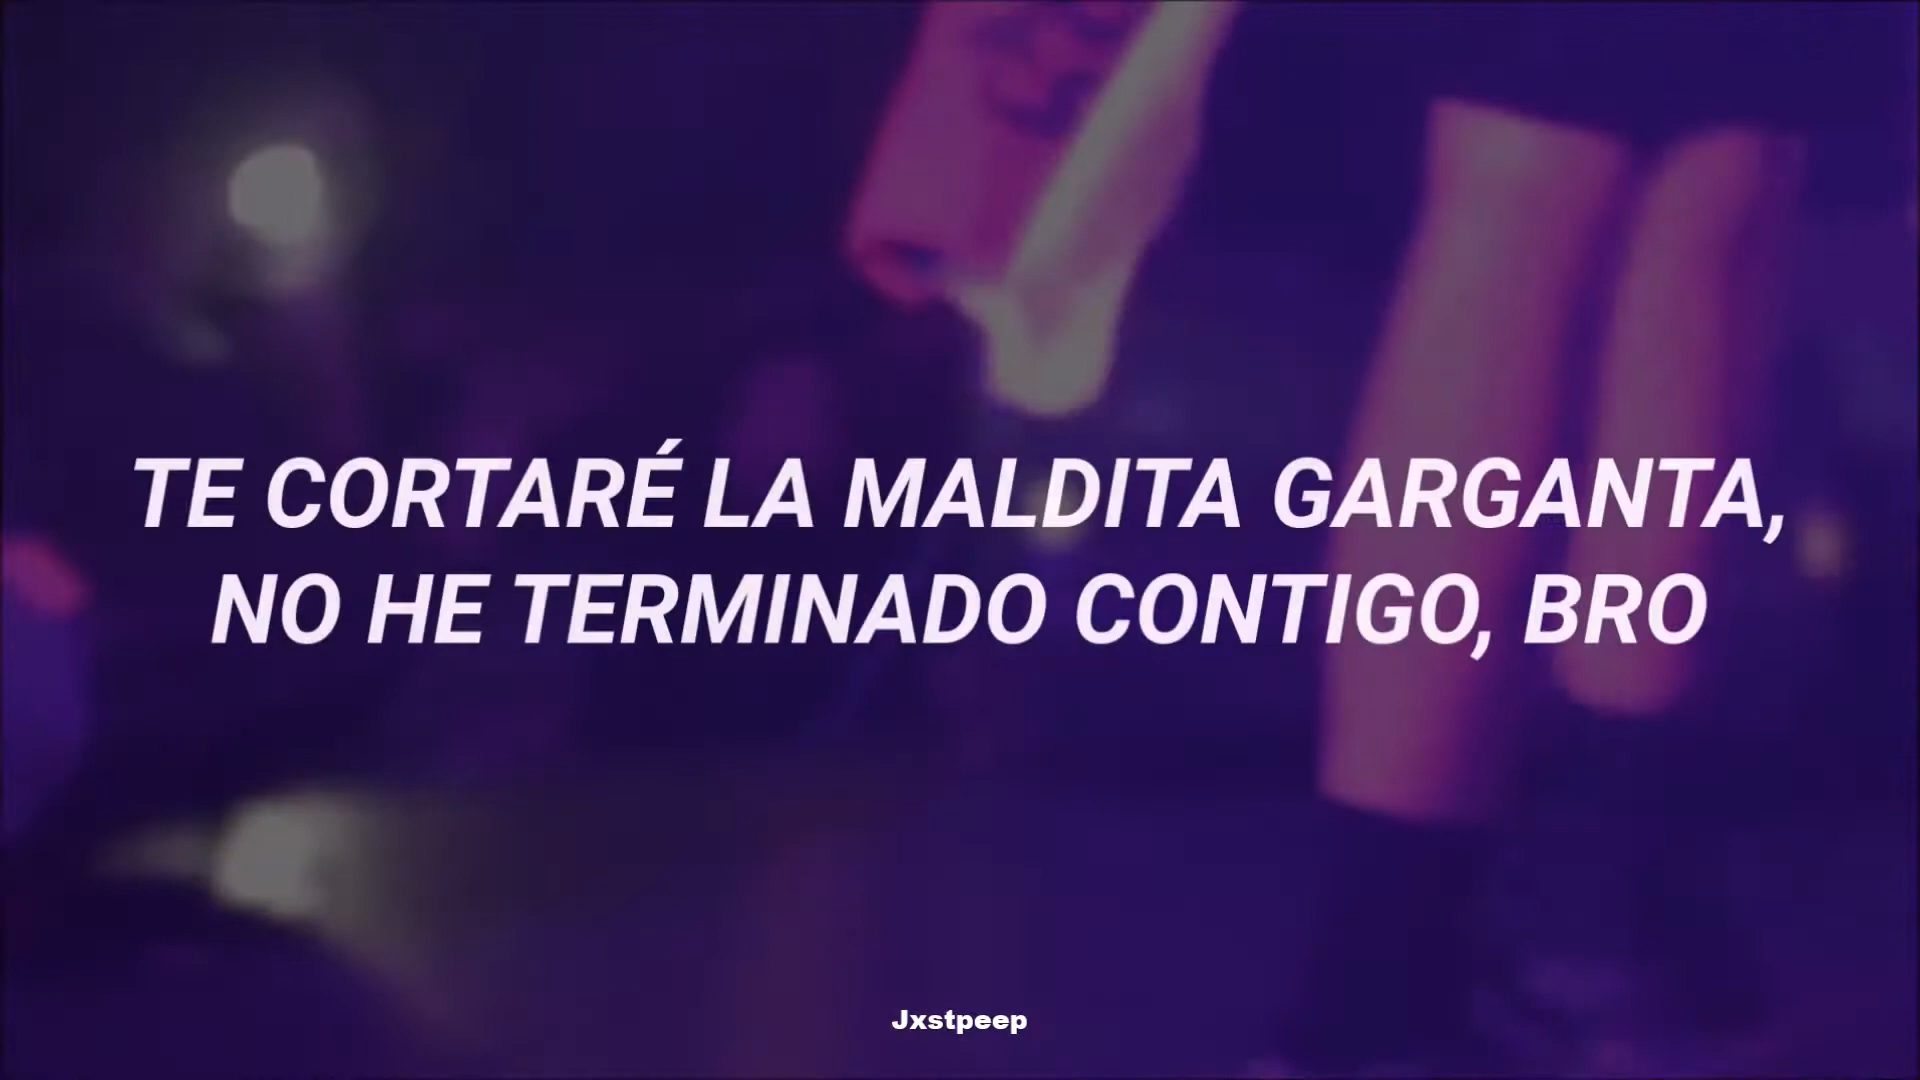 TE CORTARÉ LA MALDITA GARGANTA,
NO HE TERMINADO CONTIGO, BRO
Jxstpeep